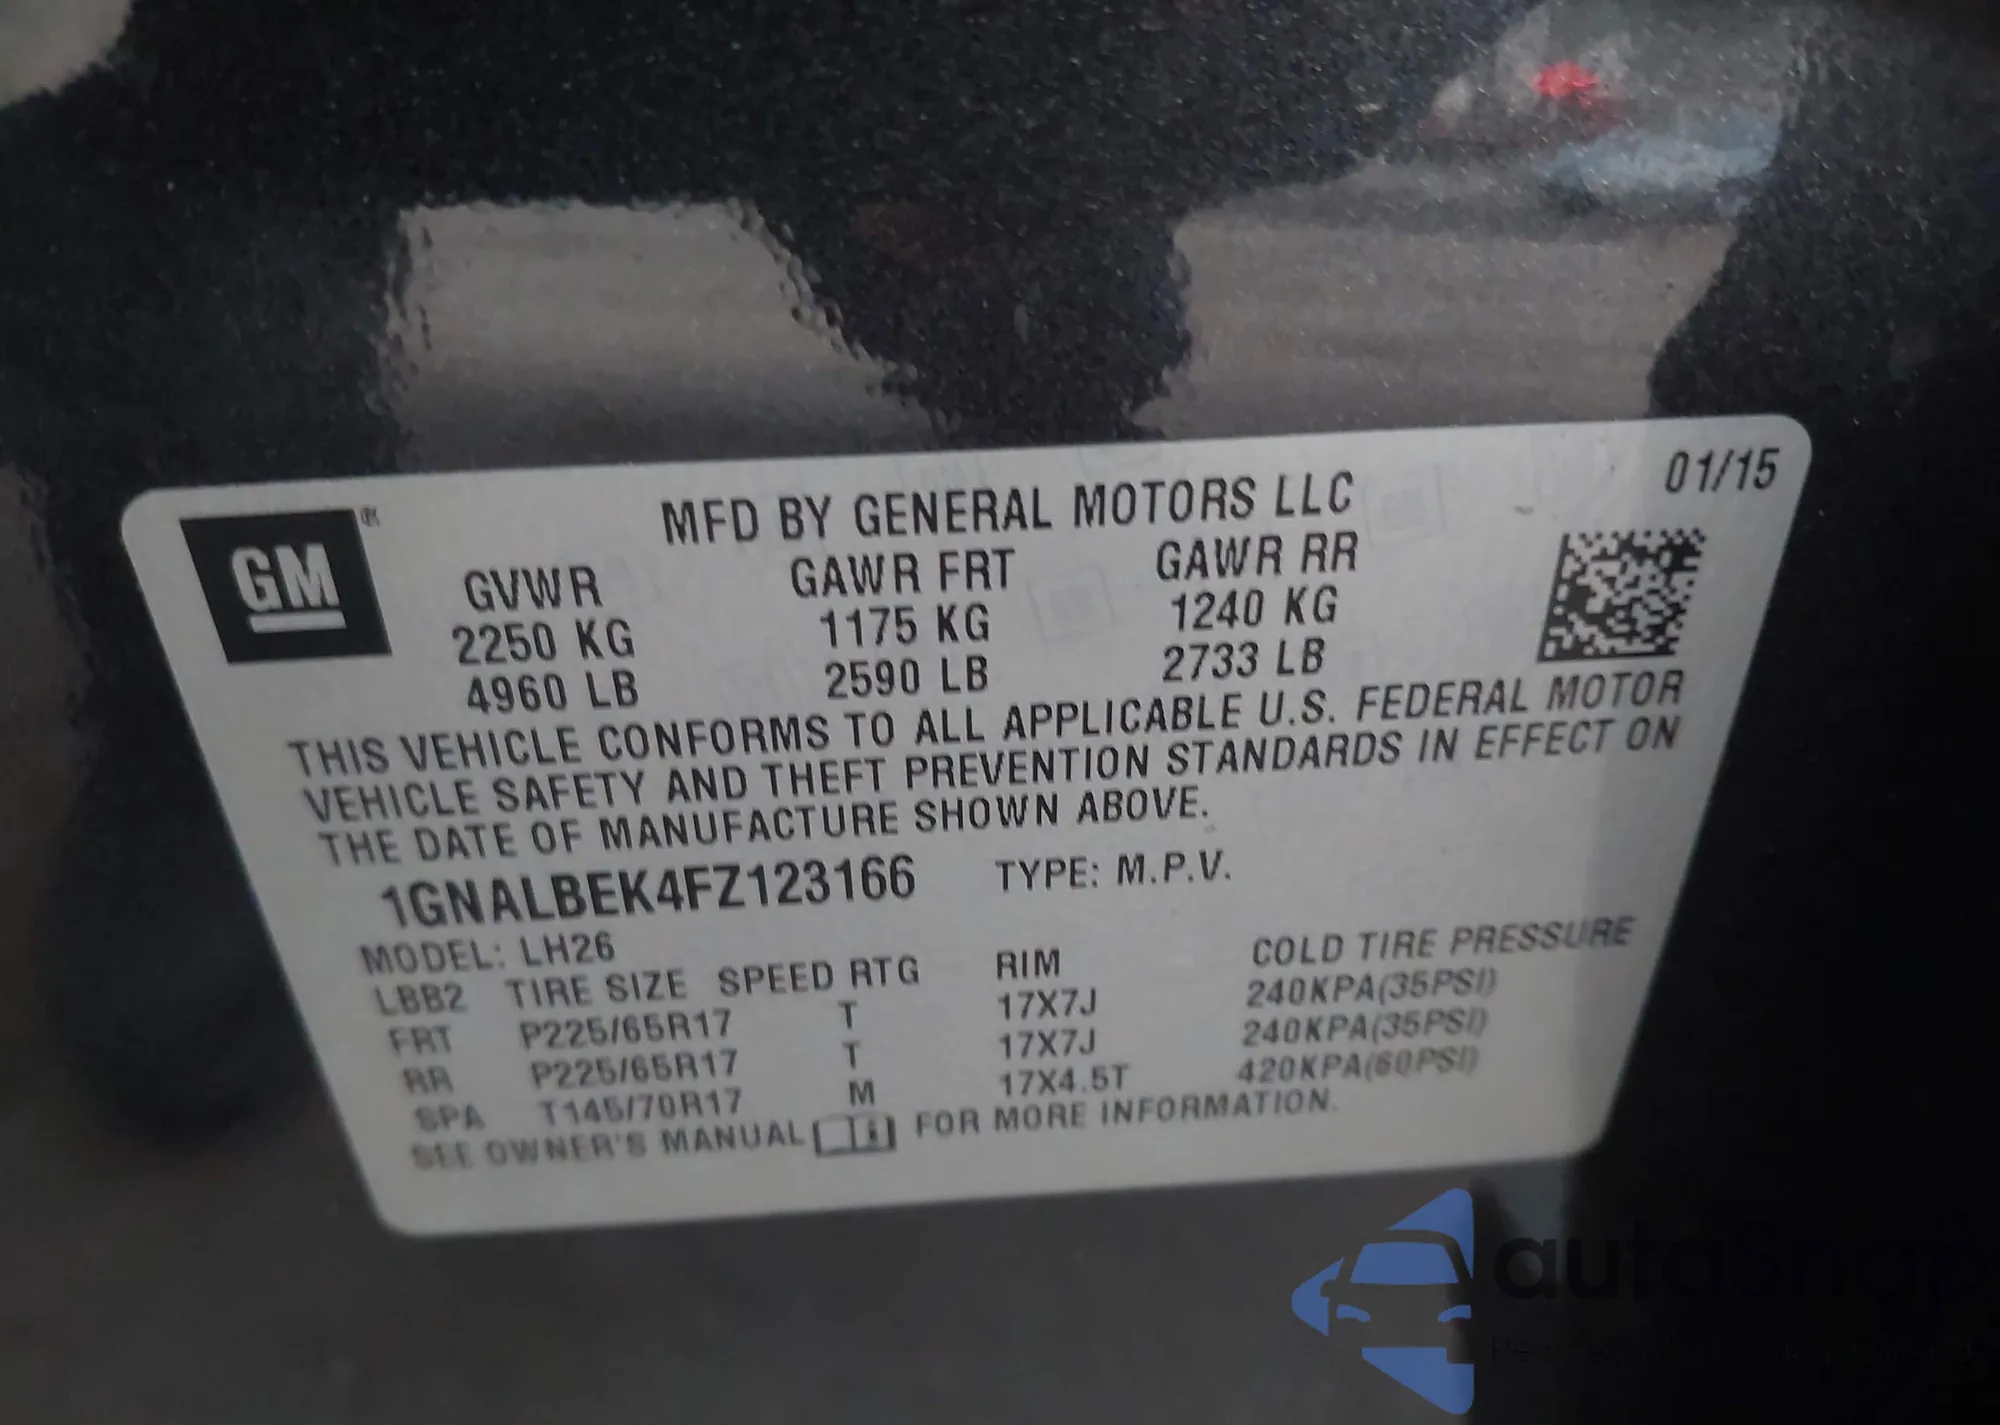 01/15
GM ®
MFD BY GENERAL MOTORS LLC
GVWR GAWR FRT GAWR RR
2250 KG 1175 KG 1240 KG
4960 LB 2590 LB 2733 LB
THIS VEHICLE CONFORMS TO ALL APPLICABLE U.S. FEDERAL MOTOR
VEHICLE SAFETY AND THEFT PREVENTION STANDARDS IN EFFECT ON
THE DATE OF MANUFACTURE SHOWN ABOVE.
1GNALBEK4FZ123166 TYPE: M.P.V.
MODEL: LH26
LBB2 TIRE SIZE SPEED RTG RIM COLD TIRE PRESSURE
FRT P225/65R17 T 17X7J 240KPA(35PSI)
RR P225/65R17 T 17X7J 240KPA(35PSI)
SPA T145/70R17 M 17X4.5T 420KPA(60PSI)
SEE OWNER'S MANUAL FOR MORE INFORMATION.
autosnap